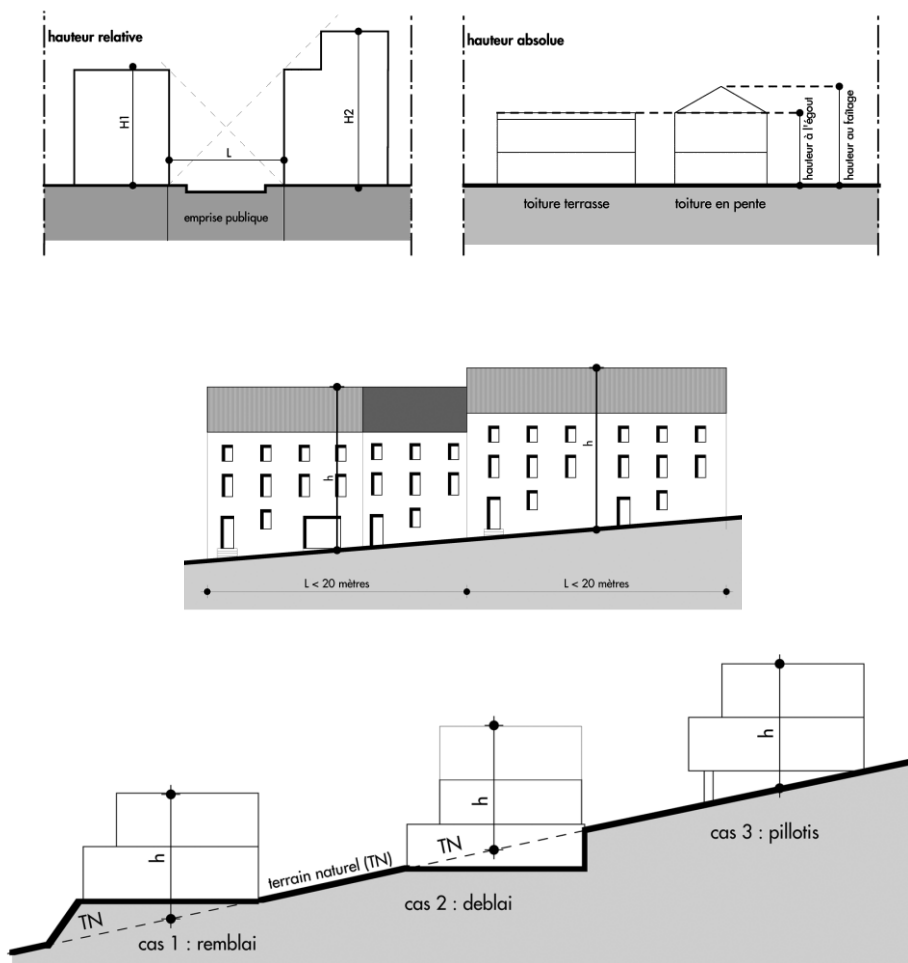 hauteur relative
H1
L
H2
emprise publique
hauteur absolue
hauteur à l'égout
hauteur au faîtage
toiture terrasse
toiture en pente
h
h
L < 20 mètres
L < 20 mètres
h
TN
cas 1 : remblai
terrain naturel (TN)
h
TN
cas 2 : deblai
h
cas 3 : pillotis